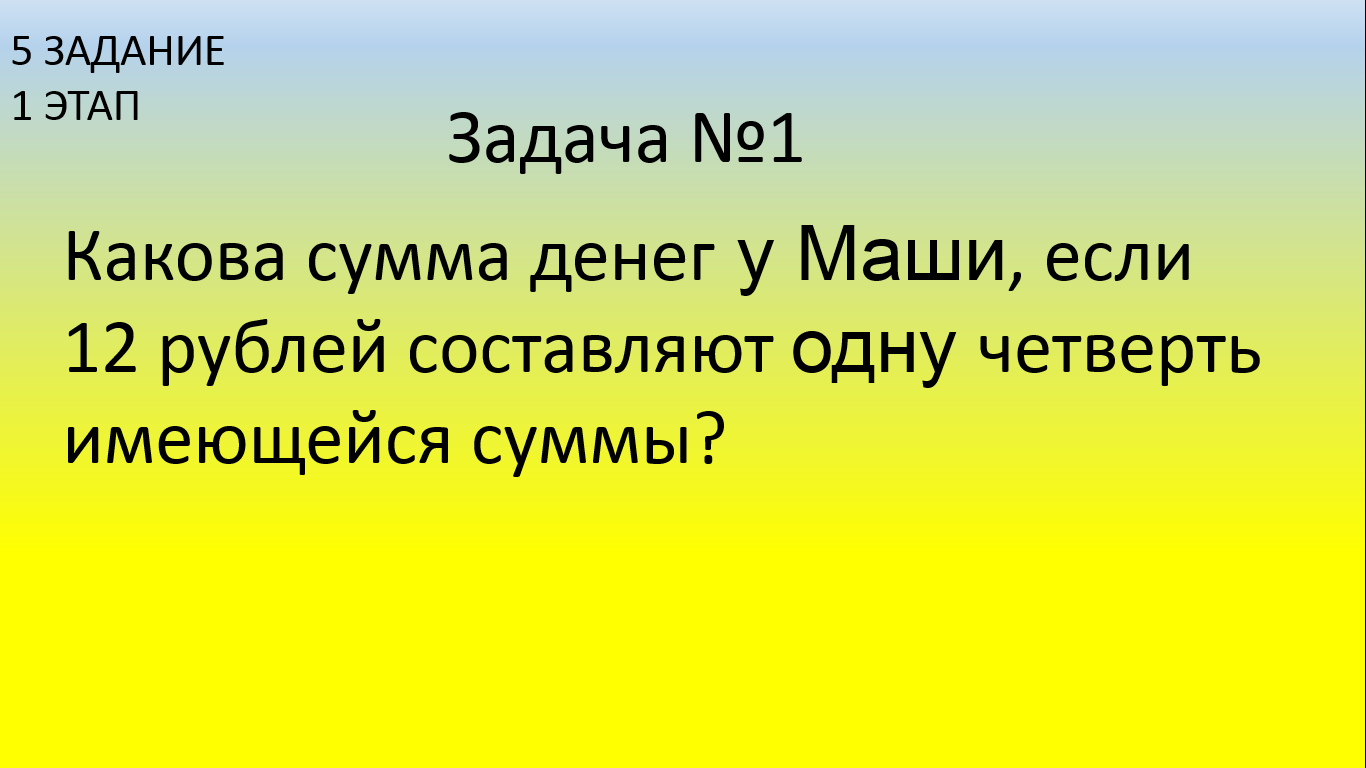 5 ЗАДАНИЕ
1 ЭТАП
Задача №1
Какова сумма денег у Маши, если
12 рублей составляют одну четверть
имеющейся суммы?